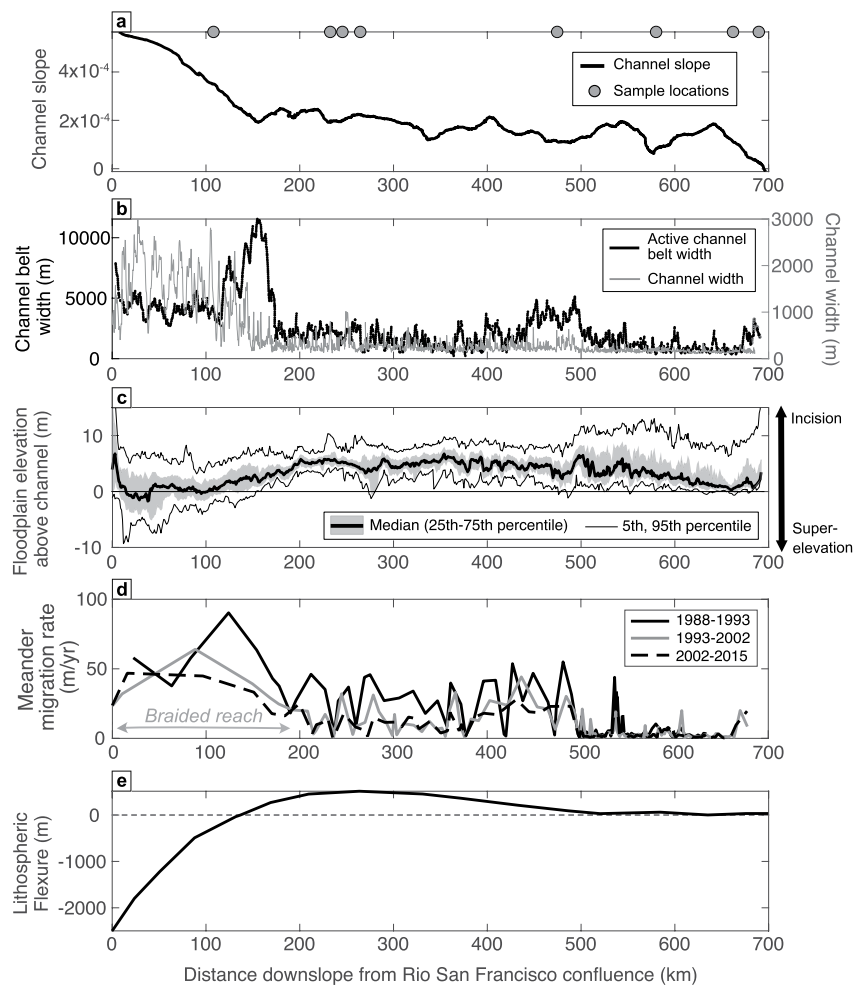 a
Channel slope
4x10-4
2x10-4
0
Channel slope
Sample locations
0 100 200 300 400 500 600 700
b
Channel belt
width (m)
10000
5000
0
Active channel
belt width
Channel width
3000
2000
1000
0
Channel width (m)
0 100 200 300 400 500 600 700
c
Floodplain elevation
above channel (m)
10
0
-10
Median (25th-75th percentile)
5th, 95th percentile
Incision
Super-
elevation
0 100 200 300 400 500 600 700
d
Meander
migration rate
(m/yr)
100
50
0
1988-1993
1993-2002
2002-2015
Braided reach
0 100 200 300 400 500 600 700
e
Lithospheric
Flexure (m)
0
-1000
-2000
0 100 200 300 400 500 600 700
Distance downslope from Rio San Francisco confluence (km)